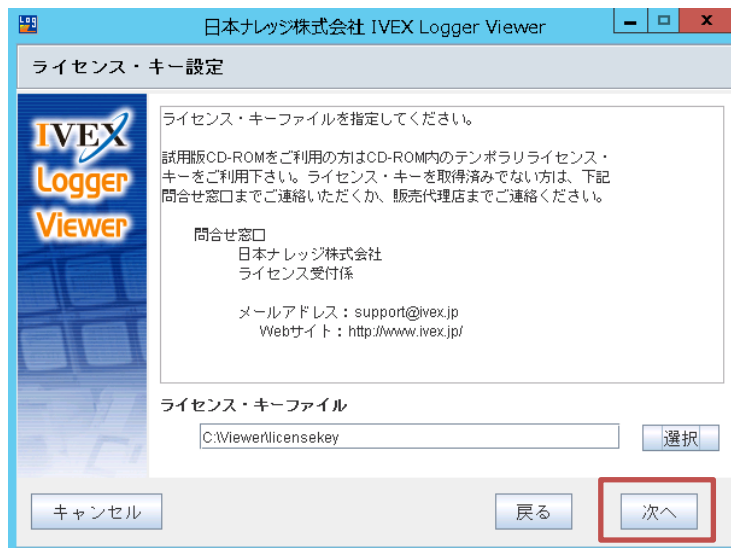 日本ナレッジ株式会社 IVEX Logger Viewer
ライセンス・キー設定
IVEX
Logger
Viewer
ライセンス・キーファイルを指定してください。
試用版CD-ROMをご利用の方はCD-ROM内のテンポラリライセンス・
キーをご利用下さい。ライセンス・キーを取得済みでない方は、下記
問合せ窓口までご連絡いただくか、販売代理店までご連絡ください。
問合せ窓口
日本ナレッジ株式会社
ライセンス受付係
メールアドレス：support@ivex.jp
Webサイト：http://www.ivex.jp/
ライセンス・キーファイル
C:\Viewer\licensekey
選択
キャンセル
戻る
次へ